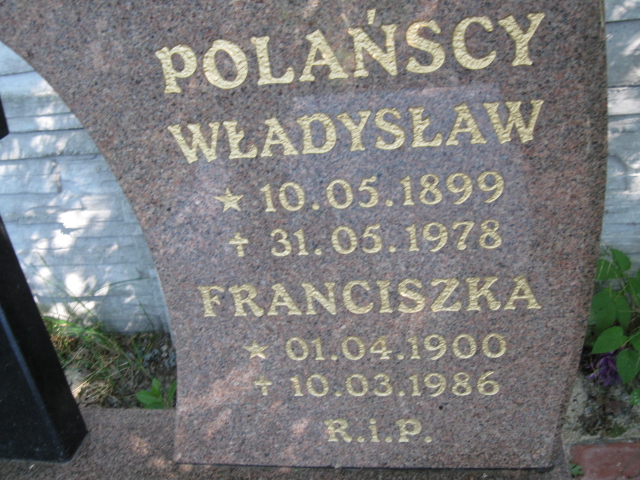 POLAŃSCY
WŁADYSŁAW
★ 10.05.1899
✝ 31.05.1978
FRANCISZKA
★ 01.04.1900
✝ 10.03.1986
R.i.P.